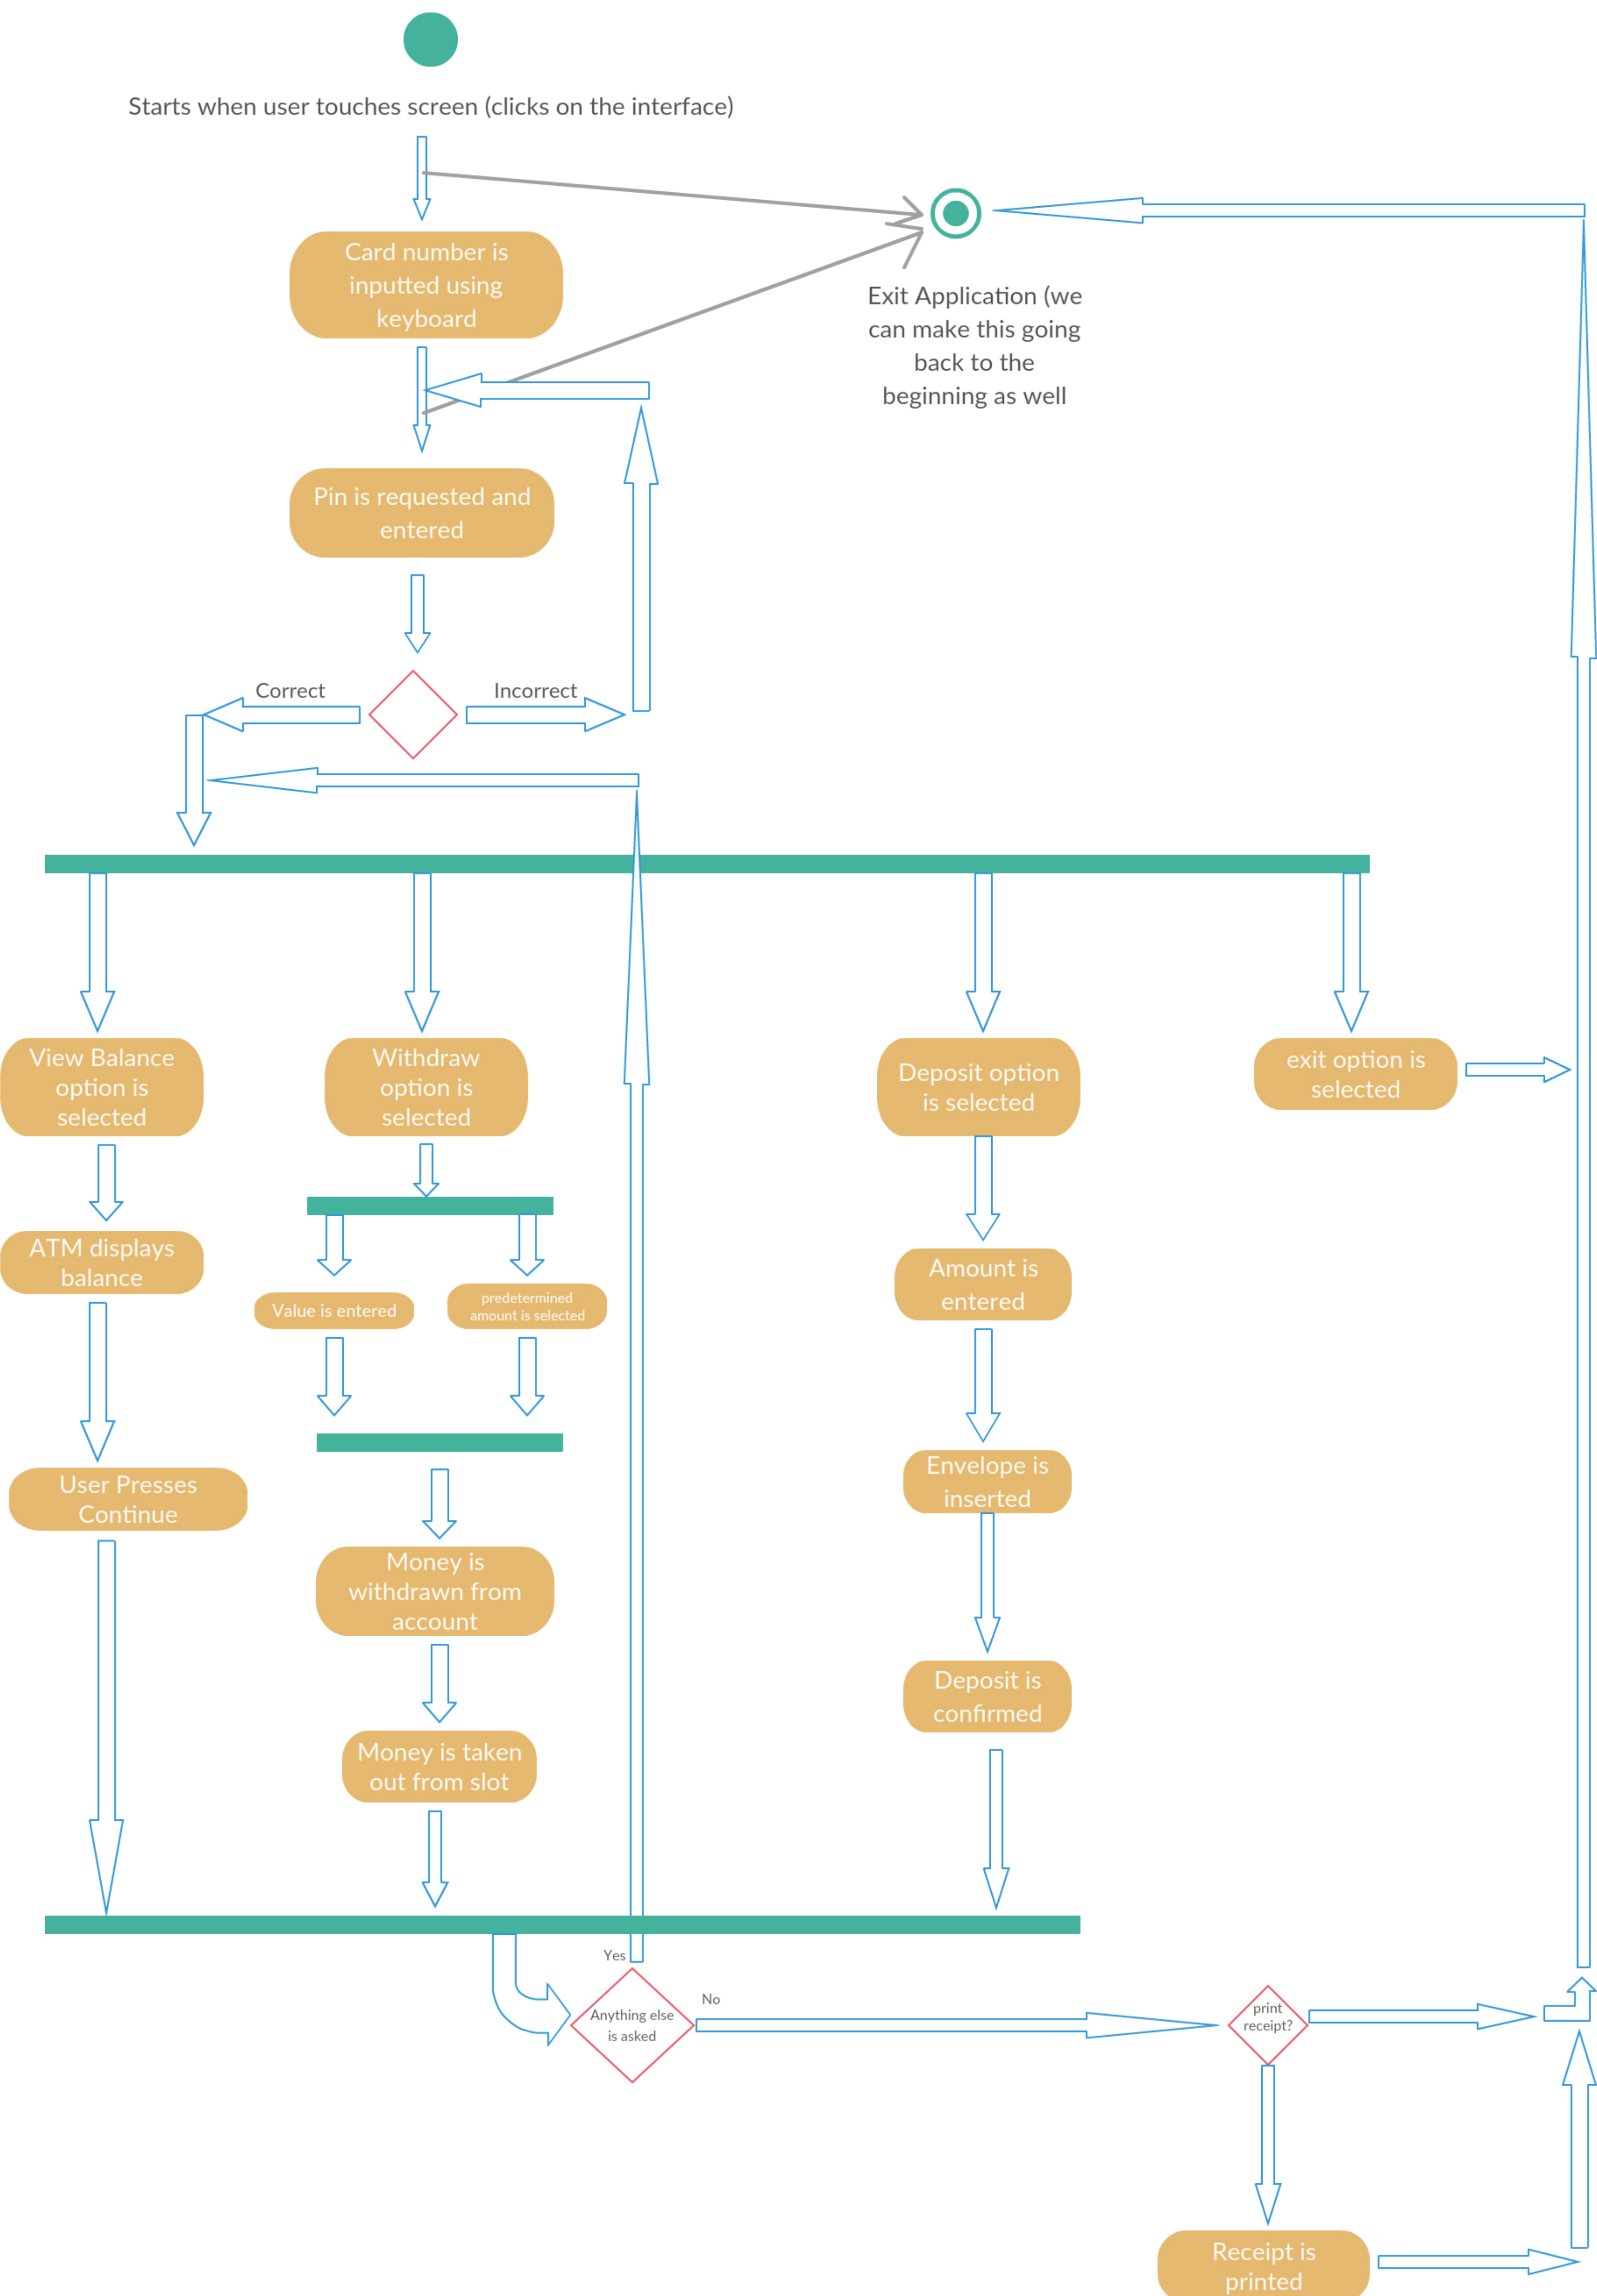 Starts when user touches screen (clicks on the interface)
Card number is
inputted using
keyboard
Exit Application (we
can make this going
back to the
beginning as well
Pin is requested and
entered
Correct
Incorrect
View Balance
option is
selected
Withdraw
option is
selected
Deposit option
is selected
exit option is
selected
ATM displays
balance
Value is entered
predetermined
amount is selected
Amount is
entered
User Presses
Continue
Envelope is
inserted
Money is
withdrawn from
account
Deposit is
confirmed
Money is taken
out from slot
Yes
Anything else
is asked
No
print
receipt?
Receipt is
printed